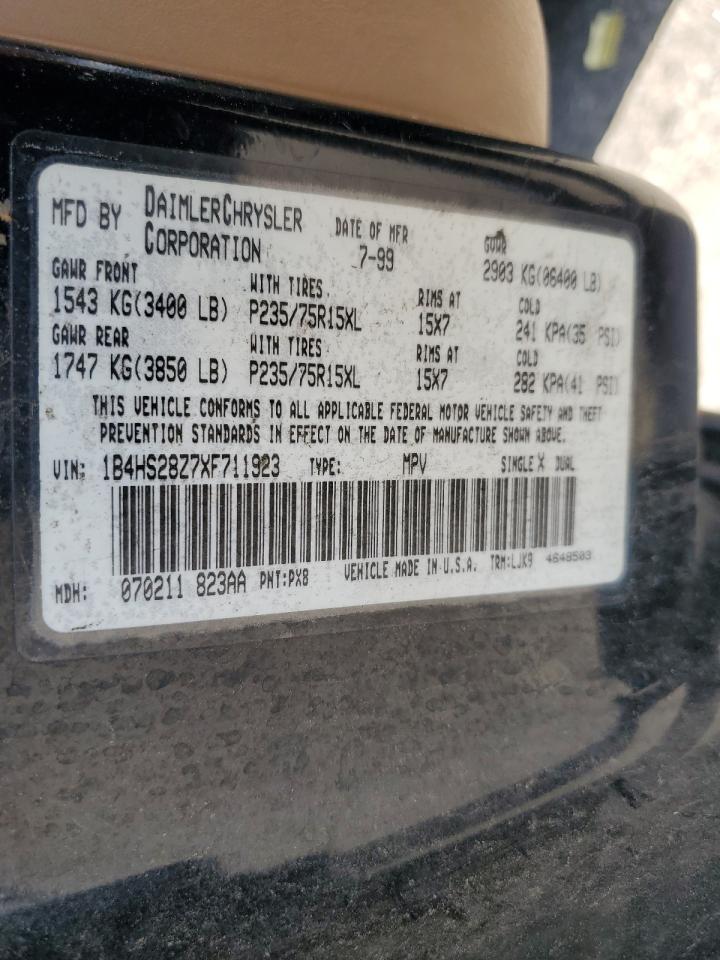 MFD BY DAIMLERCHRYSLER CORPORATION DATE OF MFR 7-99 GVWR 2903 KG(06400 LB)
GAWR FRONT WITH TIRES RIMS AT COLD
1543 KG(3400 LB) P235/75R15XL 15X7 241 KPA(35 PSI)
GAWR REAR WITH TIRES RIMS AT COLD
1747 KG(3850 LB) P235/75R15XL 15X7 282 KPA(41 PSI)
THIS VEHICLE CONFORMS TO ALL APPLICABLE FEDERAL MOTOR VEHICLE SAFETY AND THEFT
PREVENTION STANDARDS IN EFFECT ON THE DATE OF MANUFACTURE SHOWN ABOVE.
VIN: 1B4HS28Z7XF711923 TYPE: MPV SINGLE X DUAL
MDH: 070211 823AA PNT:PX8 VEHICLE MADE IN U.S.A. TRM:LJK9 4648503